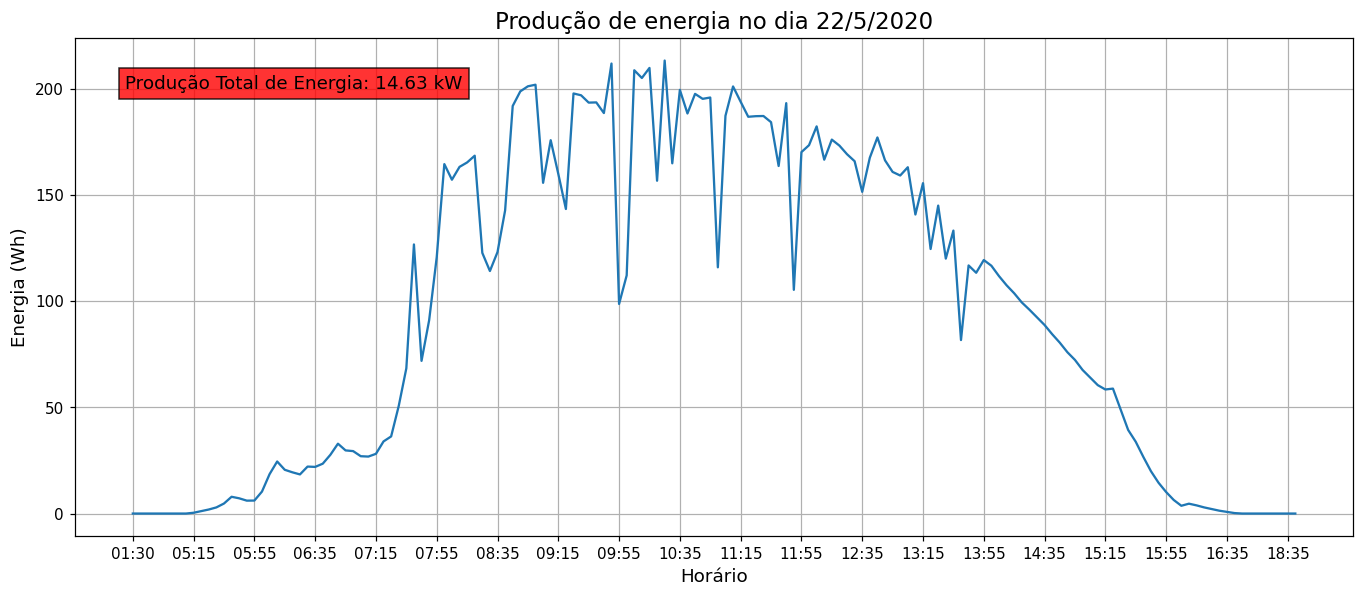 Produção de energia no dia 22/5/2020
Produção Total de Energia: 14.63 kW
Energia (Wh)
200
150
100
50
0
01:30 05:15 05:55 06:35 07:15 07:55 08:35 09:15 09:55 10:35 11:15 11:55 12:35 13:15 13:55 14:35 15:15 15:55 16:35 18:35
Horário